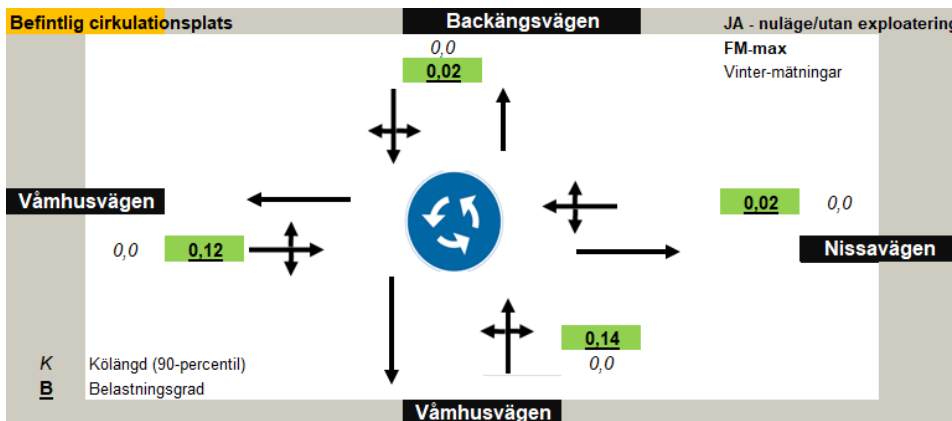 Befintlig cirkulationsplats
Backängsvägen
JA - nuläge/utan exploatering
FM-max
Vinter-mätningar
0,0
0,02
Våmhusvägen
0,0 0,12
0,02 0,0
Nissavägen
0,14
0,0
K Kölängd (90-percentil)
B Belastningsgrad
Våmhusvägen